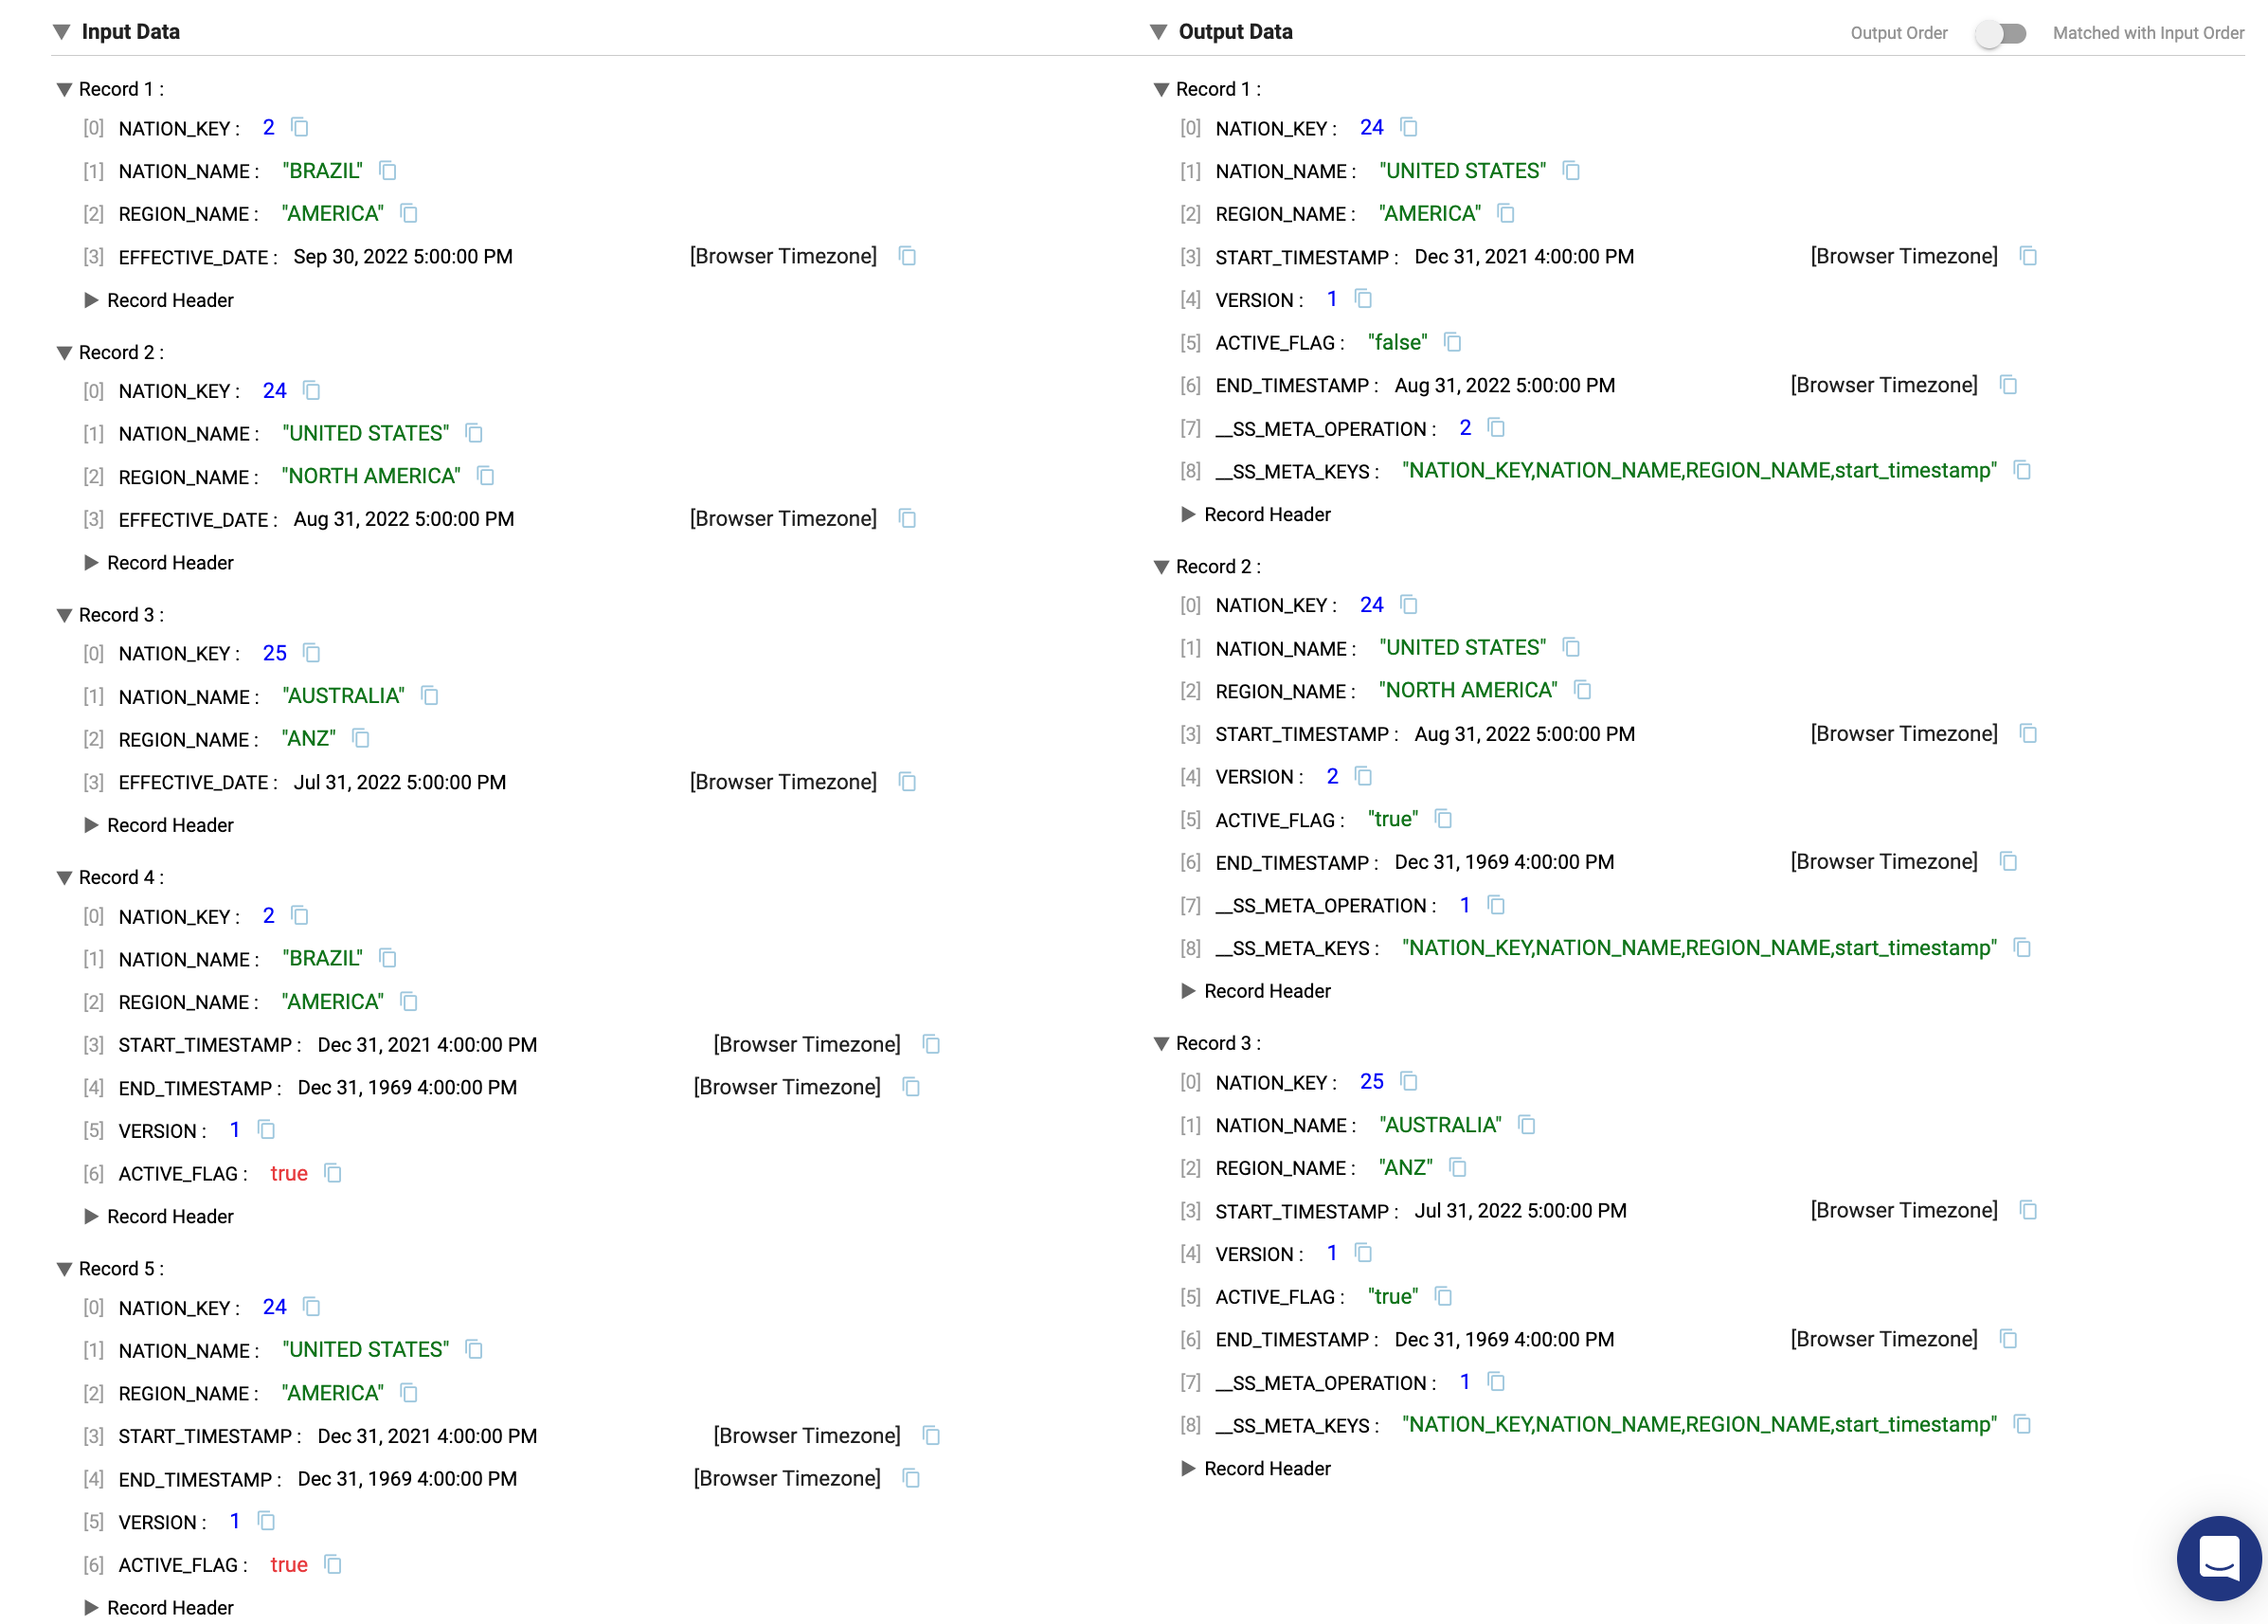 Input Data
Record 1 :
[0] NATION_KEY : 2
[1] NATION_NAME : "BRAZIL"
[2] REGION_NAME : "AMERICA"
[3] EFFECTIVE_DATE : Sep 30, 2022 5:00:00 PM [Browser Timezone]
Record Header
Record 2 :
[0] NATION_KEY : 24
[1] NATION_NAME : "UNITED STATES"
[2] REGION_NAME : "NORTH AMERICA"
[3] EFFECTIVE_DATE : Aug 31, 2022 5:00:00 PM [Browser Timezone]
Record Header
Record 3 :
[0] NATION_KEY : 25
[1] NATION_NAME : "AUSTRALIA"
[2] REGION_NAME : "ANZ"
[3] EFFECTIVE_DATE : Jul 31, 2022 5:00:00 PM [Browser Timezone]
Record Header
Record 4 :
[0] NATION_KEY : 2
[1] NATION_NAME : "BRAZIL"
[2] REGION_NAME : "AMERICA"
[3] START_TIMESTAMP : Dec 31, 2021 4:00:00 PM [Browser Timezone]
[4] END_TIMESTAMP : Dec 31, 1969 4:00:00 PM [Browser Timezone]
[5] VERSION : 1
[6] ACTIVE_FLAG : true
Record Header
Record 5 :
[0] NATION_KEY : 24
[1] NATION_NAME : "UNITED STATES"
[2] REGION_NAME : "AMERICA"
[3] START_TIMESTAMP : Dec 31, 2021 4:00:00 PM [Browser Timezone]
[4] END_TIMESTAMP : Dec 31, 1969 4:00:00 PM [Browser Timezone]
[5] VERSION : 1
[6] ACTIVE_FLAG : true
Record Header
Output Data Output Order Matched with Input Order
Record 1 :
[0] NATION_KEY : 24
[1] NATION_NAME : "UNITED STATES"
[2] REGION_NAME : "AMERICA"
[3] START_TIMESTAMP : Dec 31, 2021 4:00:00 PM [Browser Timezone]
[4] VERSION : 1
[5] ACTIVE_FLAG : "false"
[6] END_TIMESTAMP : Aug 31, 2022 5:00:00 PM [Browser Timezone]
[7] __SS_META_OPERATION : 2
[8] __SS_META_KEYS : "NATION_KEY,NATION_NAME,REGION_NAME,start_timestamp"
Record Header
Record 2 :
[0] NATION_KEY : 24
[1] NATION_NAME : "UNITED STATES"
[2] REGION_NAME : "NORTH AMERICA"
[3] START_TIMESTAMP : Aug 31, 2022 5:00:00 PM [Browser Timezone]
[4] VERSION : 2
[5] ACTIVE_FLAG : "true"
[6] END_TIMESTAMP : Dec 31, 1969 4:00:00 PM [Browser Timezone]
[7] __SS_META_OPERATION : 1
[8] __SS_META_KEYS : "NATION_KEY,NATION_NAME,REGION_NAME,start_timestamp"
Record Header
Record 3 :
[0] NATION_KEY : 25
[1] NATION_NAME : "AUSTRALIA"
[2] REGION_NAME : "ANZ"
[3] START_TIMESTAMP : Jul 31, 2022 5:00:00 PM [Browser Timezone]
[4] VERSION : 1
[5] ACTIVE_FLAG : "true"
[6] END_TIMESTAMP : Dec 31, 1969 4:00:00 PM [Browser Timezone]
[7] __SS_META_OPERATION : 1
[8] __SS_META_KEYS : "NATION_KEY,NATION_NAME,REGION_NAME,start_timestamp"
Record Header